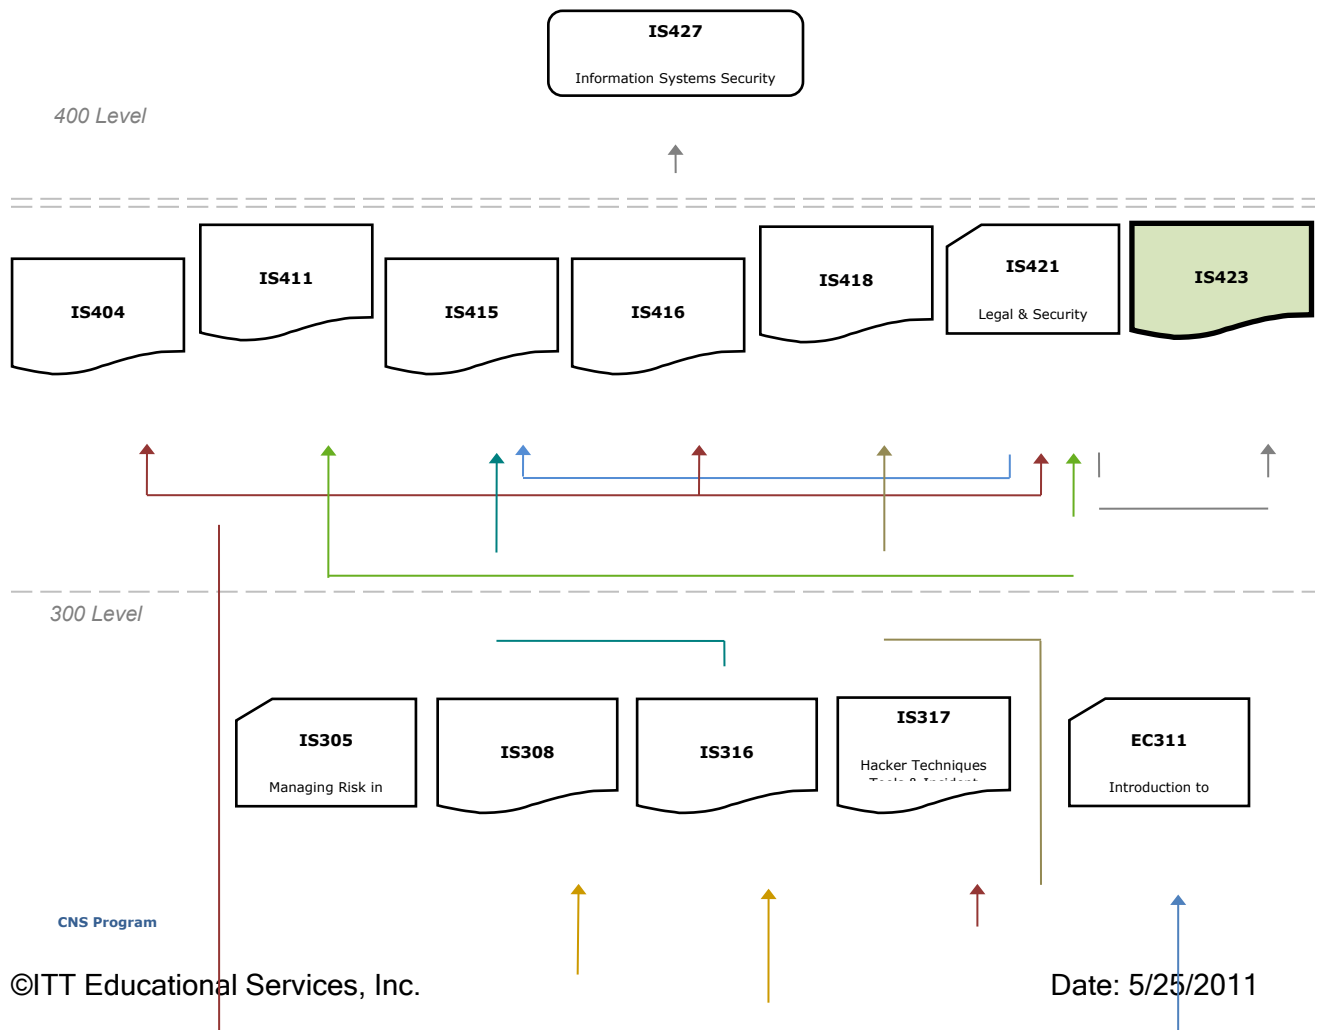 IS427
Information Systems Security
400 Level
IS404
IS411
IS415
IS416
IS418
IS421
Legal & Security
IS423
300 Level
IS305
Managing Risk in
IS308
IS316
IS317
Hacker Techniques
Tools & Incident
EC311
Introduction to
CNS Program
©ITT Educational Services, Inc.
Date: 5/25/2011